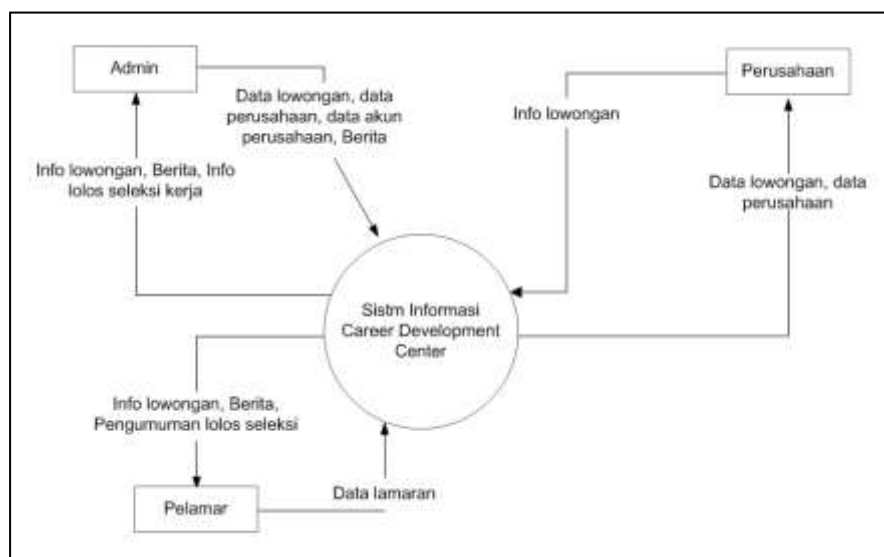 Admin
Perusahaan
Data lowongan, data
perusahaan, data akun
perusahaan, Berita
Info lowongan
Info lowongan, Berita, Info
lolos seleksi kerja
Data lowongan, data
perusahaan
Sistm Informasi
Career Development
Center
Info lowongan, Berita,
Pengumuman lolos seleksi
Data lamaran
Pelamar